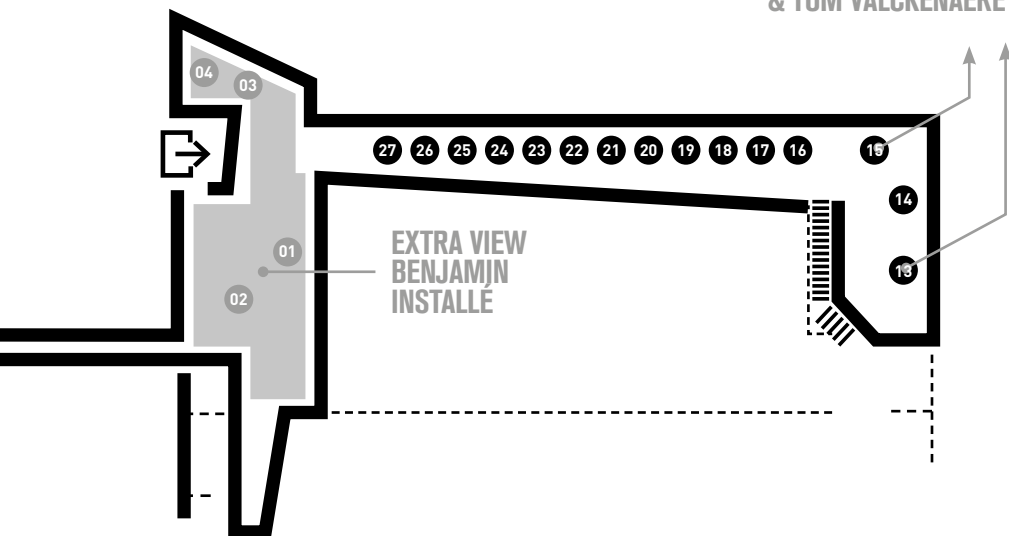 & TOM VALCKENAERE
04
03
27 26 25 24 23 22 21 20 19 18 17 16 15
14
01
EXTRA VIEW
BENJAMIN
INSTALLÉ
13
02